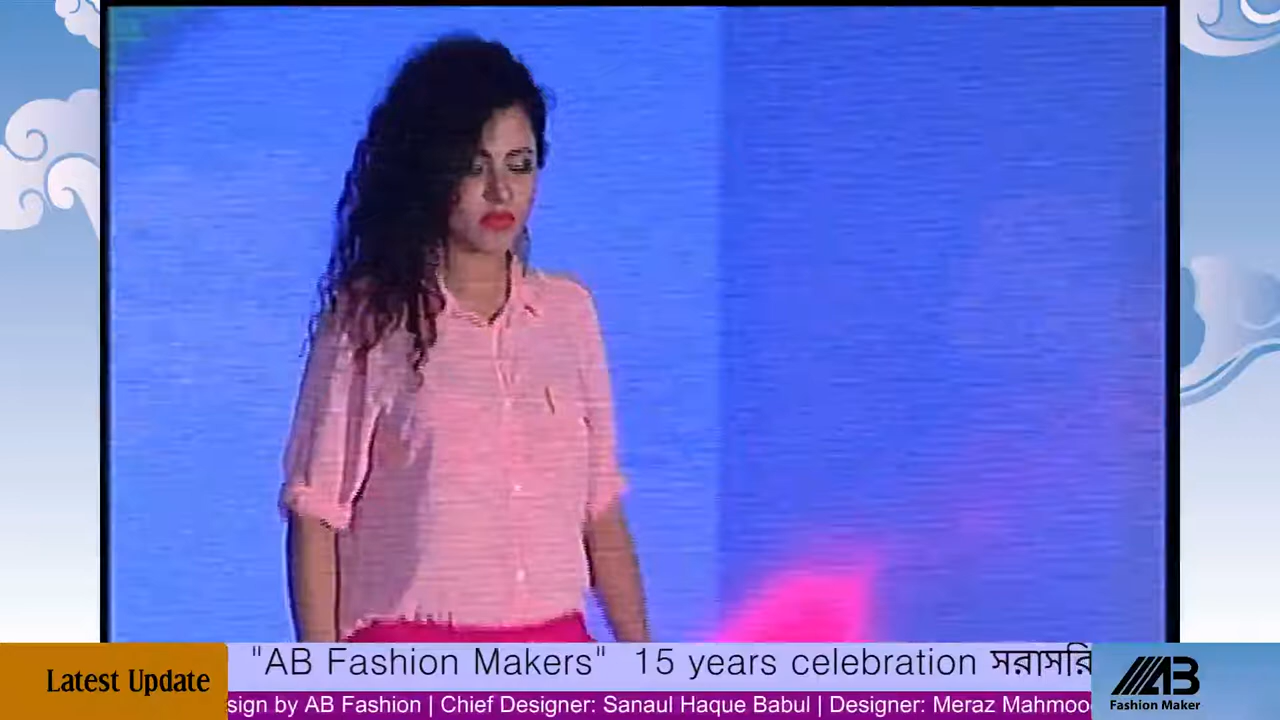 "AB Fashion Makers" 15 years celebration সরাসরি
Latest Update
sign by AB Fashion | Chief Designer: Sanaul Haque Babul | Designer: Meraz Mahmoo
AB
Fashion Maker